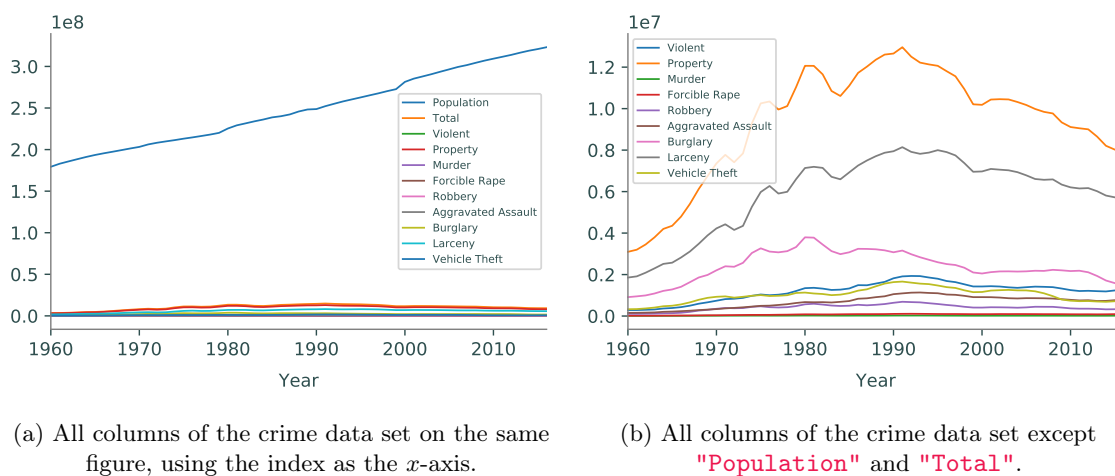 1e8
3.0
2.5
2.0
1.5
1.0
0.5
0.0
1960 1970 1980 1990 2000 2010
Year
Population
Total
Violent
Property
Murder
Forcible Rape
Robbery
Aggravated Assault
Burglary
Larceny
Vehicle Theft
(a) All columns of the crime data set on the same
figure, using the index as the x-axis.
1e7
1.2
1.0
0.8
0.6
0.4
0.2
0.0
1960 1970 1980 1990 2000 2010
Year
Violent
Property
Murder
Forcible Rape
Robbery
Aggravated Assault
Burglary
Larceny
Vehicle Theft
(b) All columns of the crime data set except
"Population" and "Total".